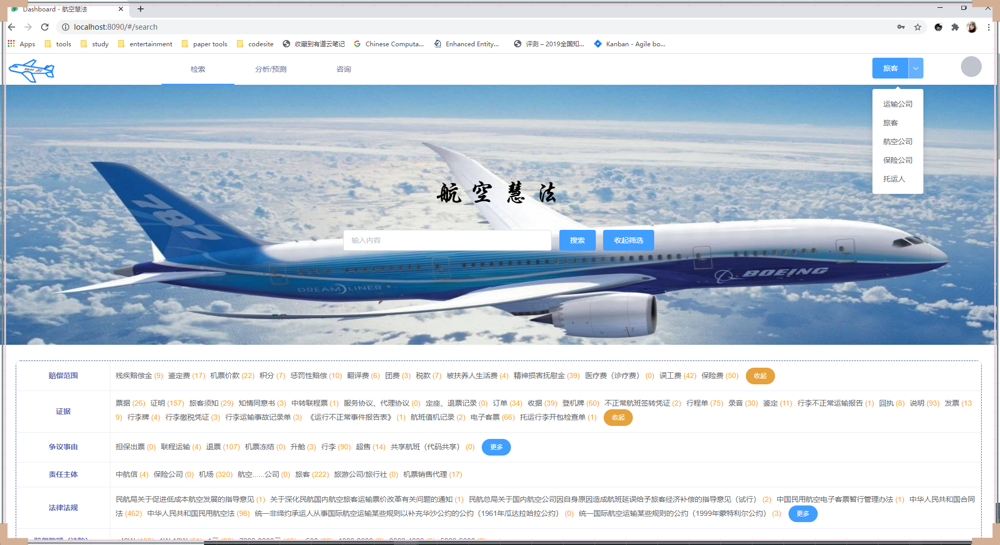 Dashboard - 航空慧法
localhost:8090/#/search
Apps tools study entertainment paper tools codesite 收藏到有道云笔记 Chinese Computa... Enhanced Entity... 评测 – 2019全国知... Kanban - Agile bo...
检索 分析/预测 咨询 旅客
运输公司
旅客
航空公司
保险公司
托运人
787
航空慧法
输入内容 搜索 收起筛选
BOEING
DREAMLINER
赔偿范围 残疾赔偿金 (9) 鉴定费 (17) 机票价款 (22) 积分 (7) 惩罚性赔偿 (10) 翻译费 (6) 团费 (3) 税款 (7) 被扶养人生活费 (4) 精神损害抚慰金 (39) 医疗费（诊疗费） (0) 误工费 (42) 保险费 (50) 收起
证据 票据 (26) 证明 (157) 旅客须知 (29) 知情同意书 (3) 中转联程票 (1) 服务协议、代理协议 (0) 定座、退票记录 (0) 订单 (34) 收据 (39) 登机牌 (60) 不正常航班签转凭证 (2) 行程单 (75) 录音 (30) 鉴定 (11) 行李不正常运输报告 (1) 回执 (8) 说明 (93) 发票 (13
9) 行李牌 (4) 行李缴税凭证 (3) 行李运输事故记录单 (3) 《运行不正常事件报告表》 (1) 航班值机记录 (2) 电子客票 (66) 托运行李开包检查单 (1) 收起
争议事由 担保出票 (0) 联程运输 (4) 退票 (107) 机票冻结 (0) 升舱 (3) 行李 (90) 超售 (14) 共享航班（代码共享） (0) 更多
责任主体 中航信 (4) 保险公司 (0) 机场 (320) 航空......公司 (0) 旅客 (222) 旅游公司/旅行社 (0) 机票销售代理 (17)
法律法规 民航局关于促进低成本航空发展的指导意见 (1) 关于深化民航国内航空旅客运输票价改革有关问题的通知 (1) 民航总局关于国内航空公司因自身原因造成航班延误给予旅客经济补偿的指导意见（试行） (2) 中国民用航空电子客票暂行管理办法 (1) 中华人民共和国合同
法 (462) 中华人民共和国民用航空法 (98) 统一非缔约承运人从事国际航空运输某些规则以补充华沙公约的公约（1961年瓜达拉哈拉公约） (0) 统一国际航空运输某些规则的公约（1999年蒙特利尔公约） (3) 更多